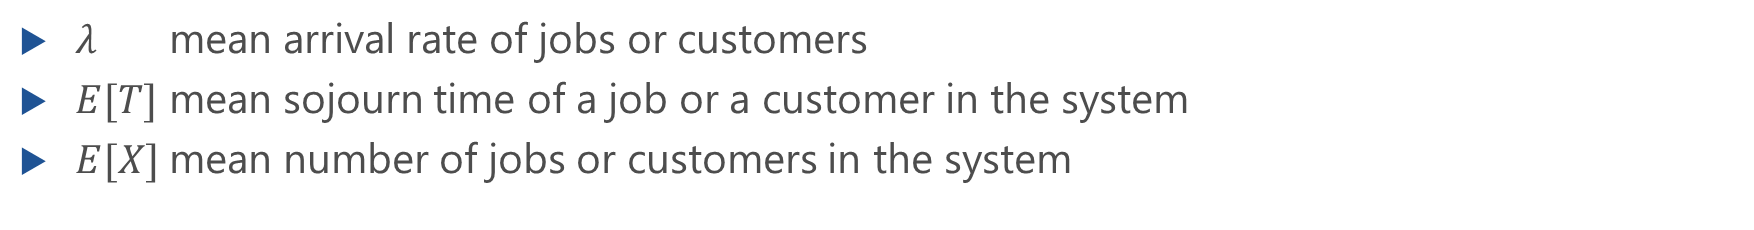 ▶ λ mean arrival rate of jobs or customers
▶ E[T] mean sojourn time of a job or a customer in the system
▶ E[X] mean number of jobs or customers in the system